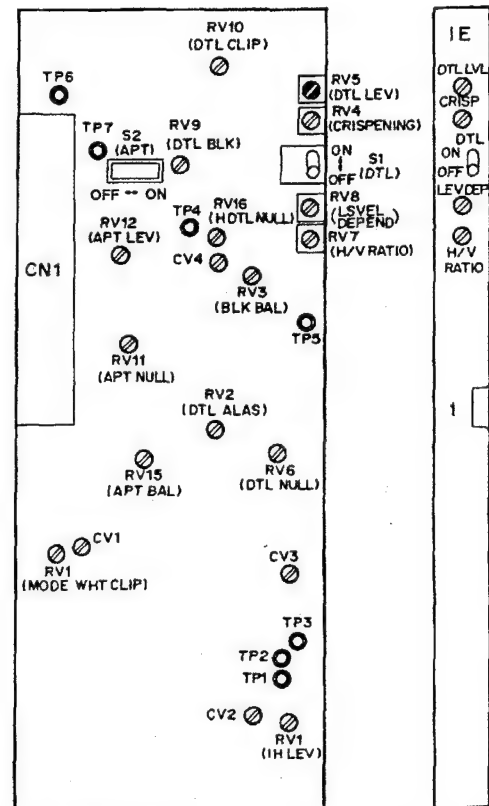 RV10
(DTL CLIP)
IE
TP6
RV5
(DTL LEV)
DTL LVL
RV4
(CRISPENING)
CRISP
TP7
S2
(APT)
RV9
(DTL BLK)
ON
OFF
S1
(DTL)
DTL
ON
OFF
OFF ↔ ON
RV8
(LSVEL
DEPEND
LEV DEP
TP4
RV16
(HDTL NULL)
RV7
(H/V RATIO)
H/V
RATIO
RV12
(APT LEV)
CV4
CN1
RV3
(BLK BAL)
TP5
RV11
(APT NULL)
RV2
(DTL ALAS)
1
RV15
(APT BAL)
RV6
(DTL NULL)
CV1
RV1
(MODE WHT CLIP)
CV3
TP3
TP2
TP1
CV2
RV1
(IH LEV)